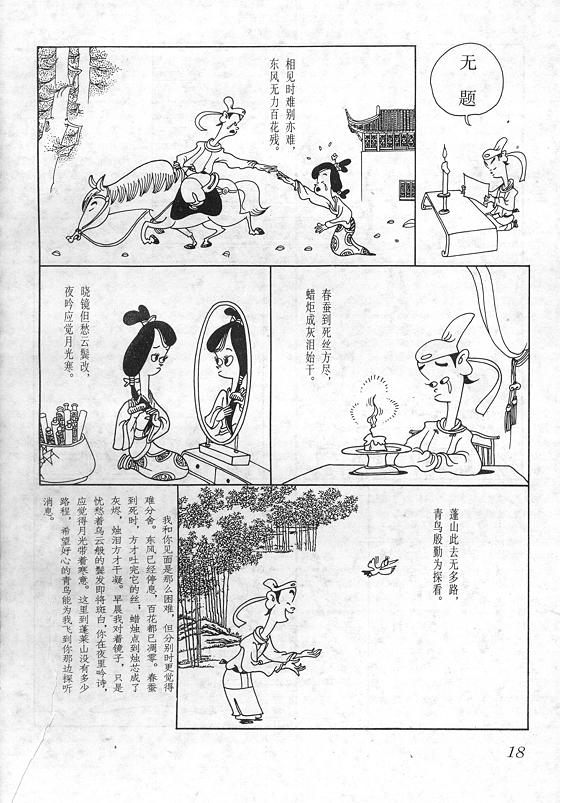 无题
相见时难别亦难，
东风无力百花残。
春蚕到死丝方尽，
蜡炬成灰泪始干。
晓镜但愁云鬓改，
夜吟应觉月光寒。
蓬山此去无多路，
青鸟殷勤为探看。
我和你见面是那么困难，但分别时更觉得
难分舍。东风已经停息，百花都已凋零。春蚕
到死时，方才吐完它的丝；蜡烛点到烛芯成了
灰烬，烛泪方才干凝。早晨我对着镜子，只是
忧愁着乌云般的鬓发即将斑白，你在夜里吟诗，
应觉得月光带着寒意。这里到蓬莱山没有多少
路程，希望好心的青鸟能为我飞到你那边探听
消息。
18